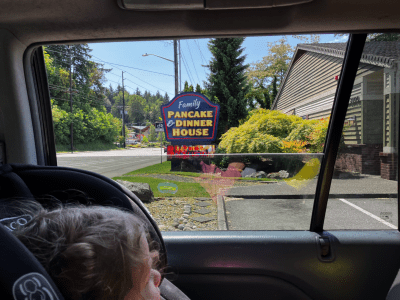 Family
PANCAKE
& DINNER
HOUSE